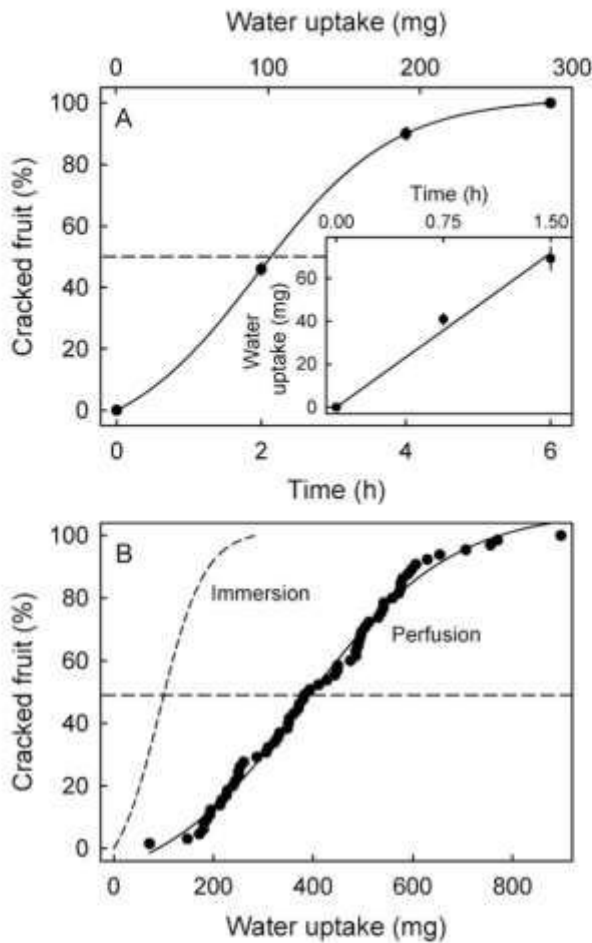 Water uptake (mg)
0 100 200 300
A
Cracked fruit (%)
100
80
60
40
20
0
Time (h)
0.00 0.75 1.50
Water
uptake (mg)
60
40
20
0
0 2 4 6
Time (h)
B
Cracked fruit (%)
100
80
60
40
20
0
Immersion
Perfusion
0 200 400 600 800
Water uptake (mg)